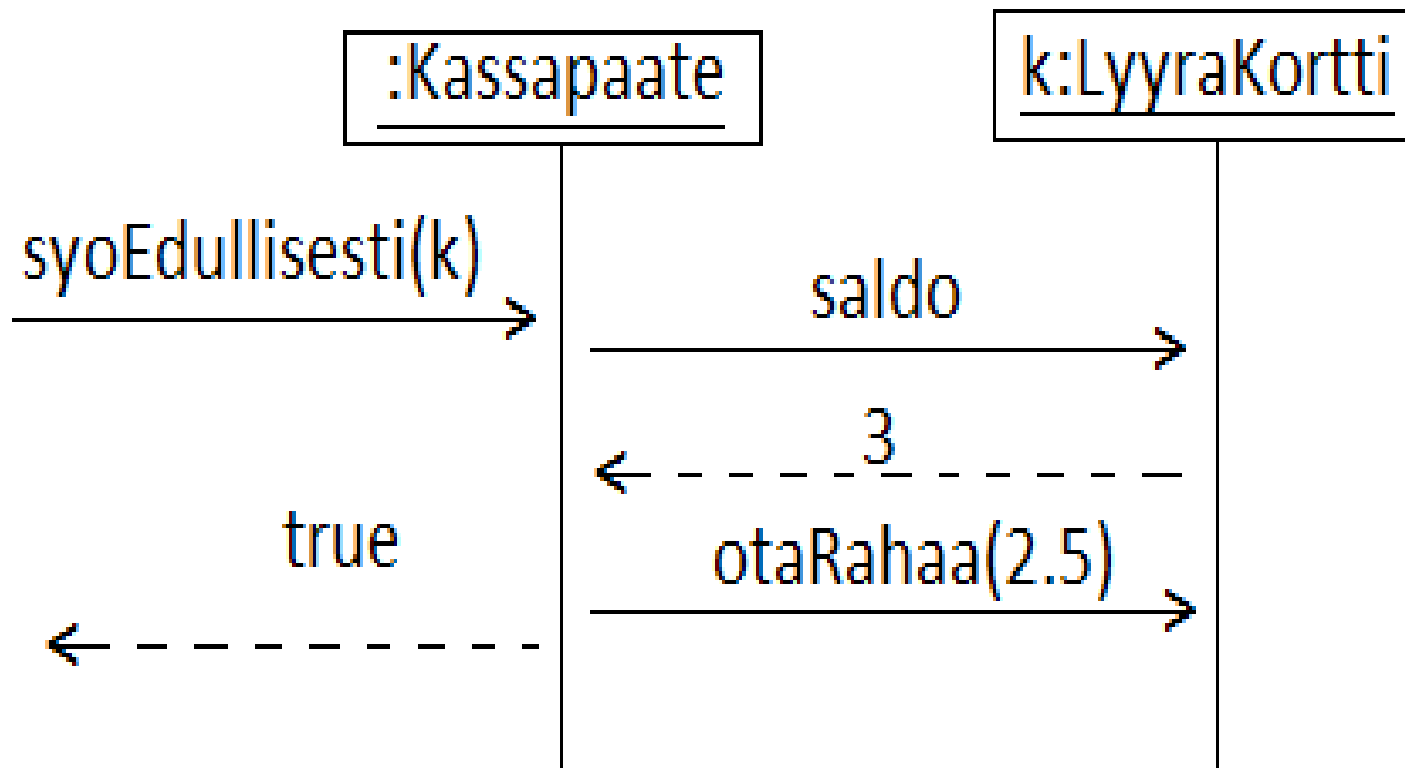 :Kassapaate
k:LyyraKortti
syoEdullisesti(k)
saldo
3
true
otaRahaa(2.5)